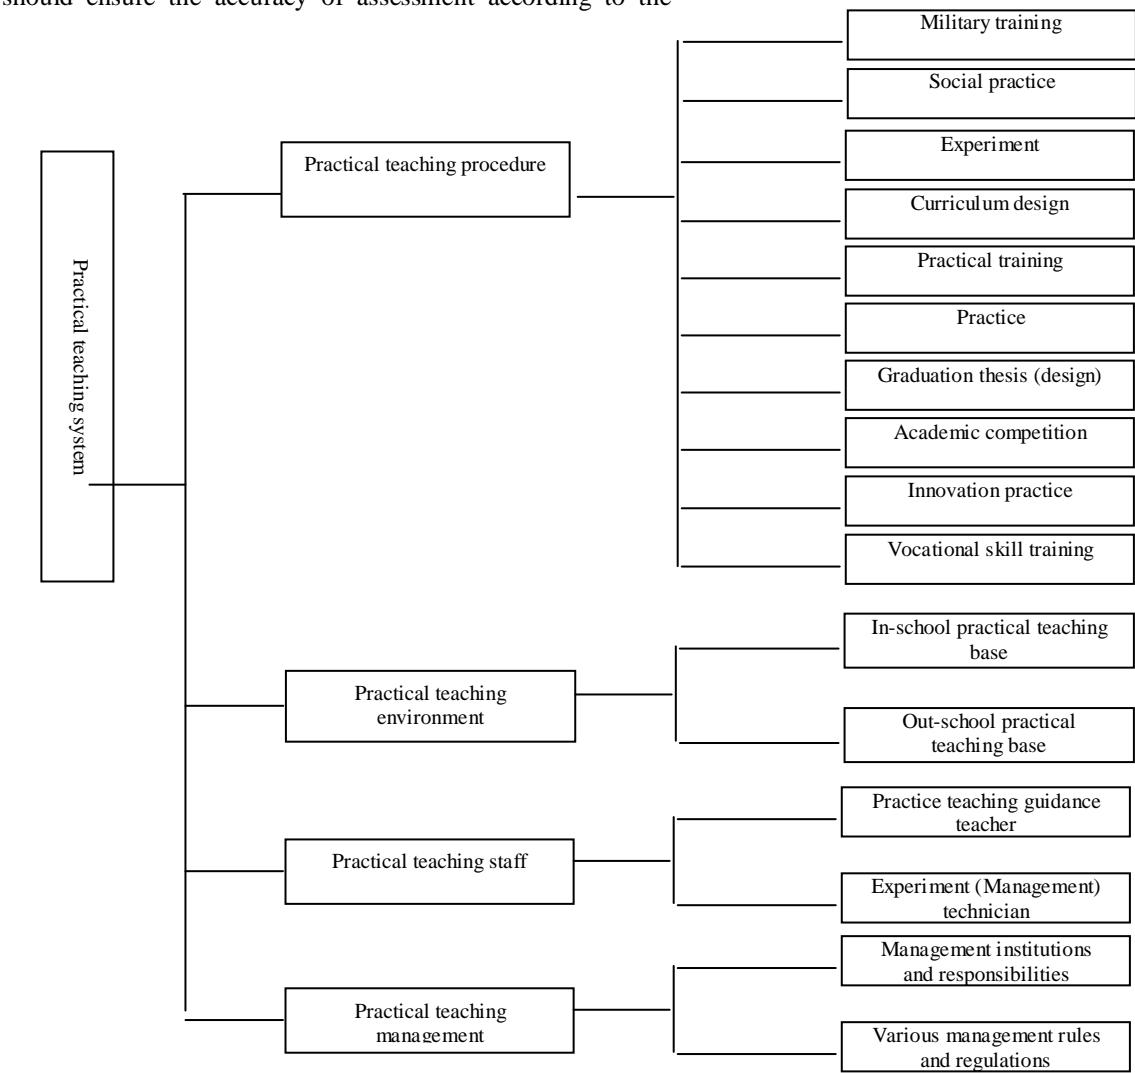 should ensure the accuracy of assessment according to the
Military training
Social practice
Experiment
Curriculum design
Practical training
Practice
Graduation thesis (design)
Academic competition
Innovation practice
Vocational skill training
Practical teaching procedure
Practical teaching system
In-school practical teaching
base
Out-school practical
teaching base
Practical teaching
environment
Practice teaching guidance
teacher
Experiment (Management)
technician
Practical teaching staff
Management institutions
and responsibilities
Various management rules
and regulations
Practical teaching
management